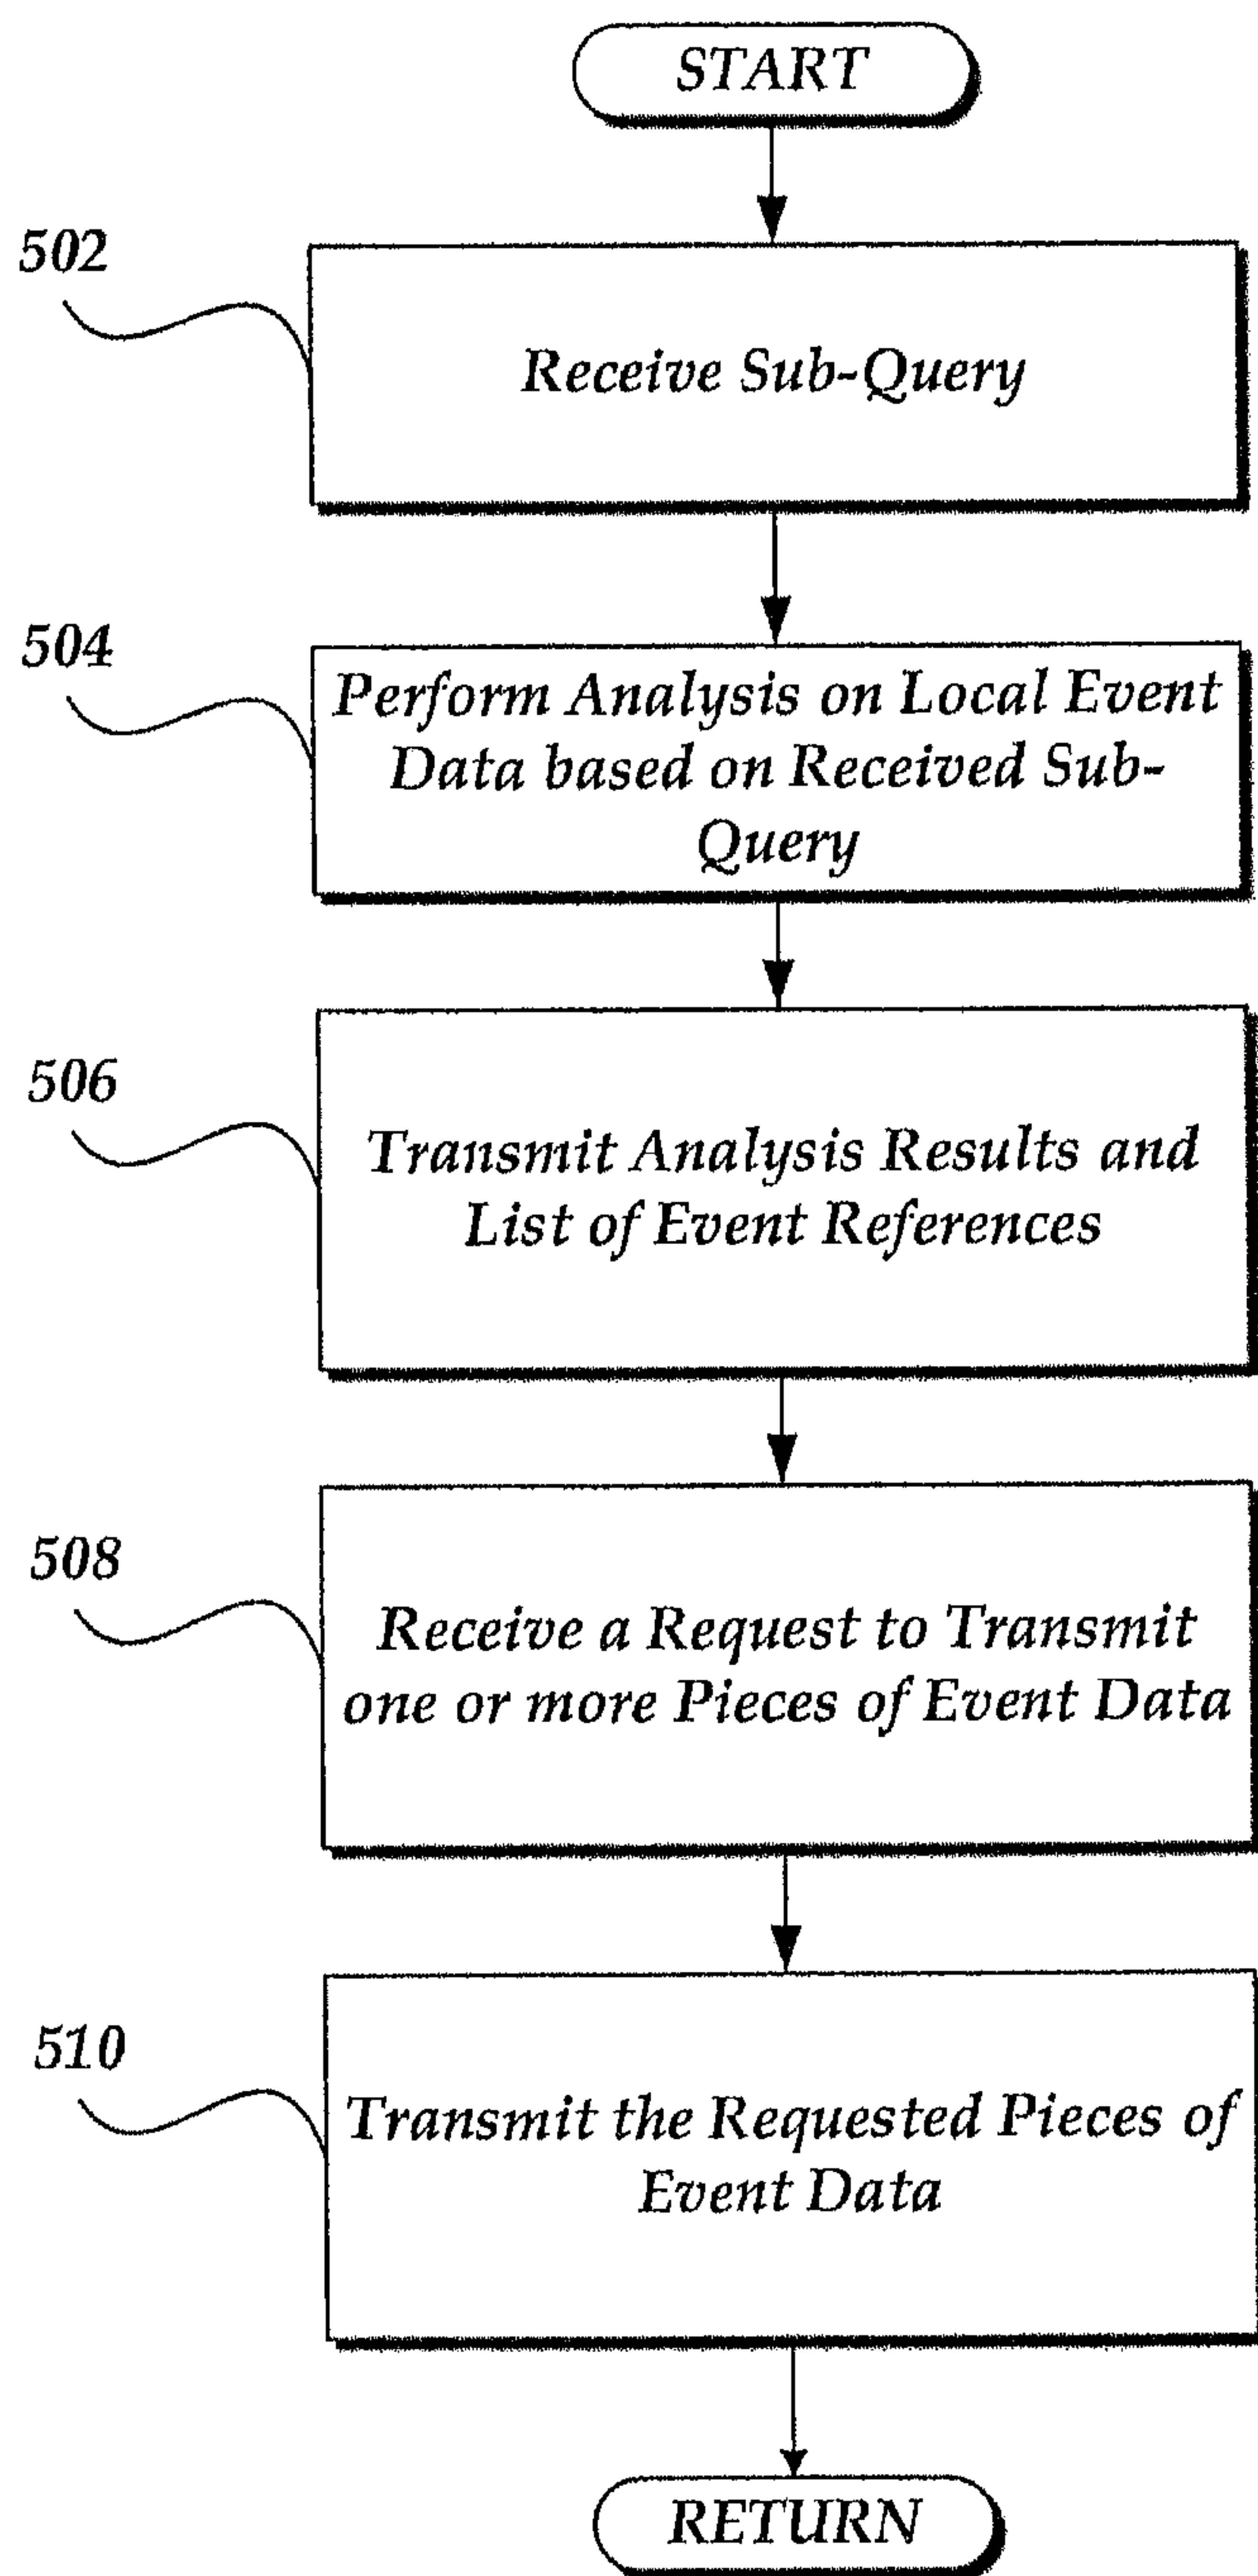 START
502
Receive Sub-Query
504
Perform Analysis on Local Event
Data based on Received Sub-
Query
506
Transmit Analysis Results and
List of Event References
508
Receive a Request to Transmit
one or more Pieces of Event Data
510
Transmit the Requested Pieces of
Event Data
RETURN